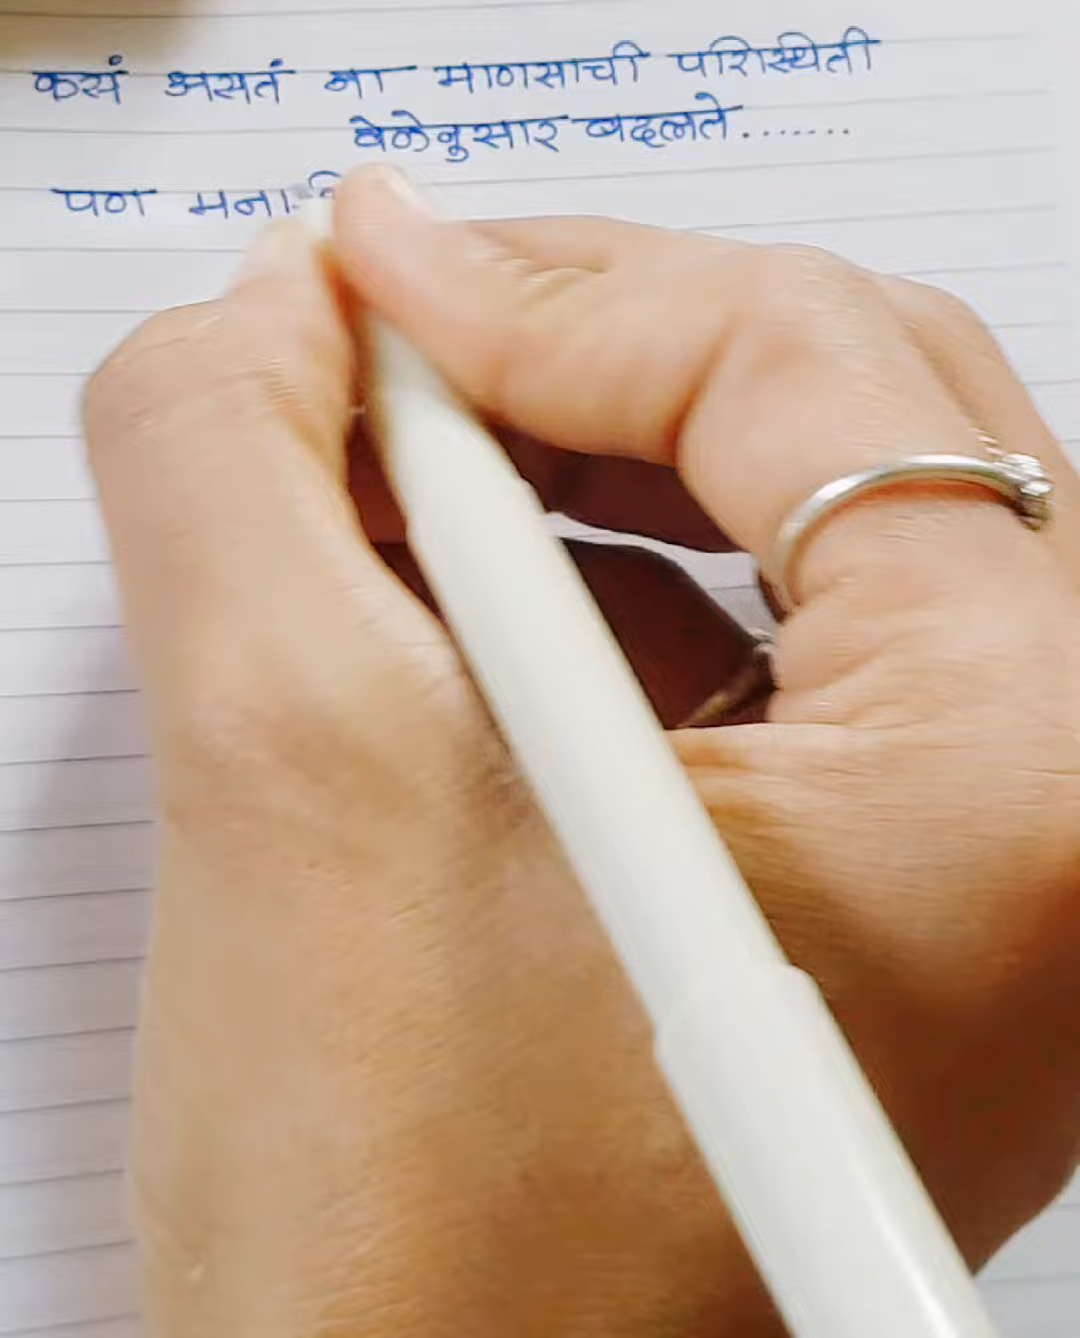 कसं असतं ना माणसाची परिस्थिती
वेळेनुसार बदलते.......
पण